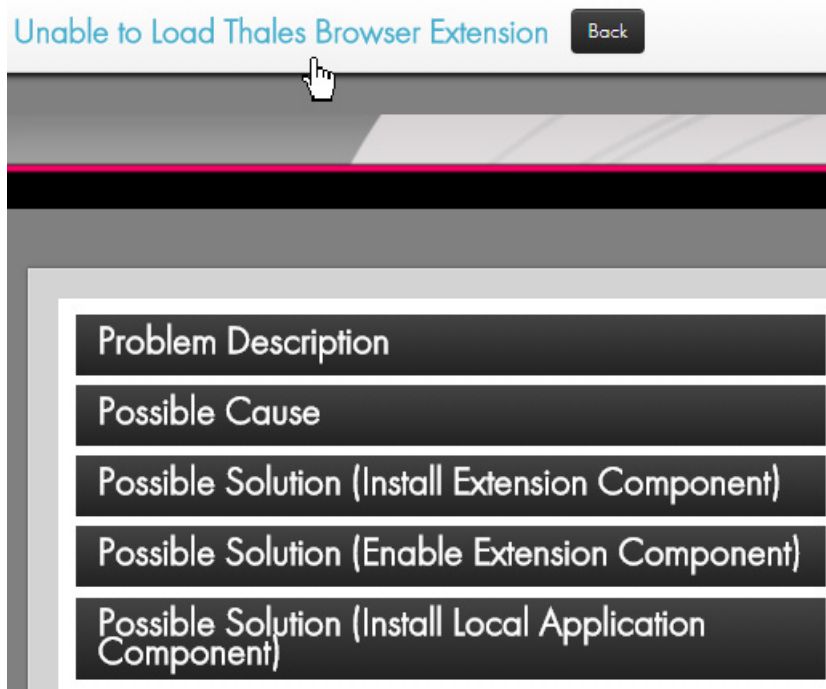 Unable to Load Thales Browser Extension Back
Problem Description
Possible Cause
Possible Solution (Install Extension Component)
Possible Solution (Enable Extension Component)
Possible Solution (Install Local Application
Component)